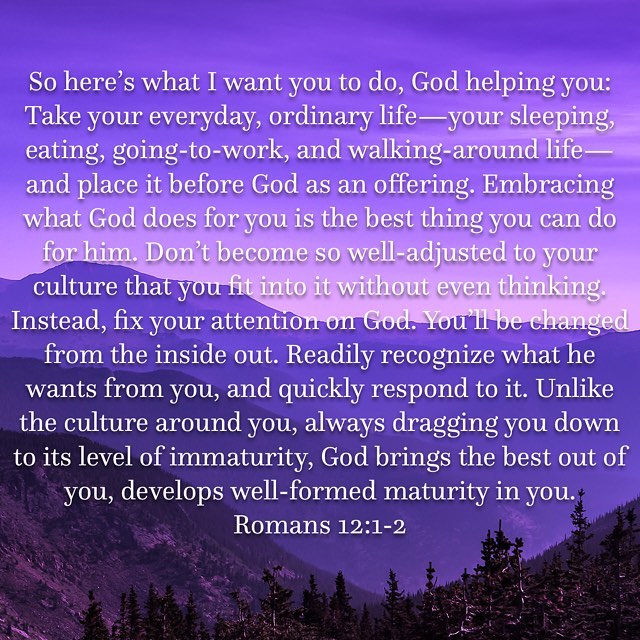 So here’s what I want you to do, God helping you:
Take your everyday, ordinary life—your sleeping,
eating, going-to-work, and walking-around life—
and place it before God as an offering. Embracing
what God does for you is the best thing you can do
for him. Don’t become so well-adjusted to your
culture that you fit into it without even thinking.
Instead, fix your attention on God. You’ll be changed
from the inside out. Readily recognize what he
wants from you, and quickly respond to it. Unlike
the culture around you, always dragging you down
to its level of immaturity, God brings the best out of
you, develops well-formed maturity in you.
Romans 12:1-2